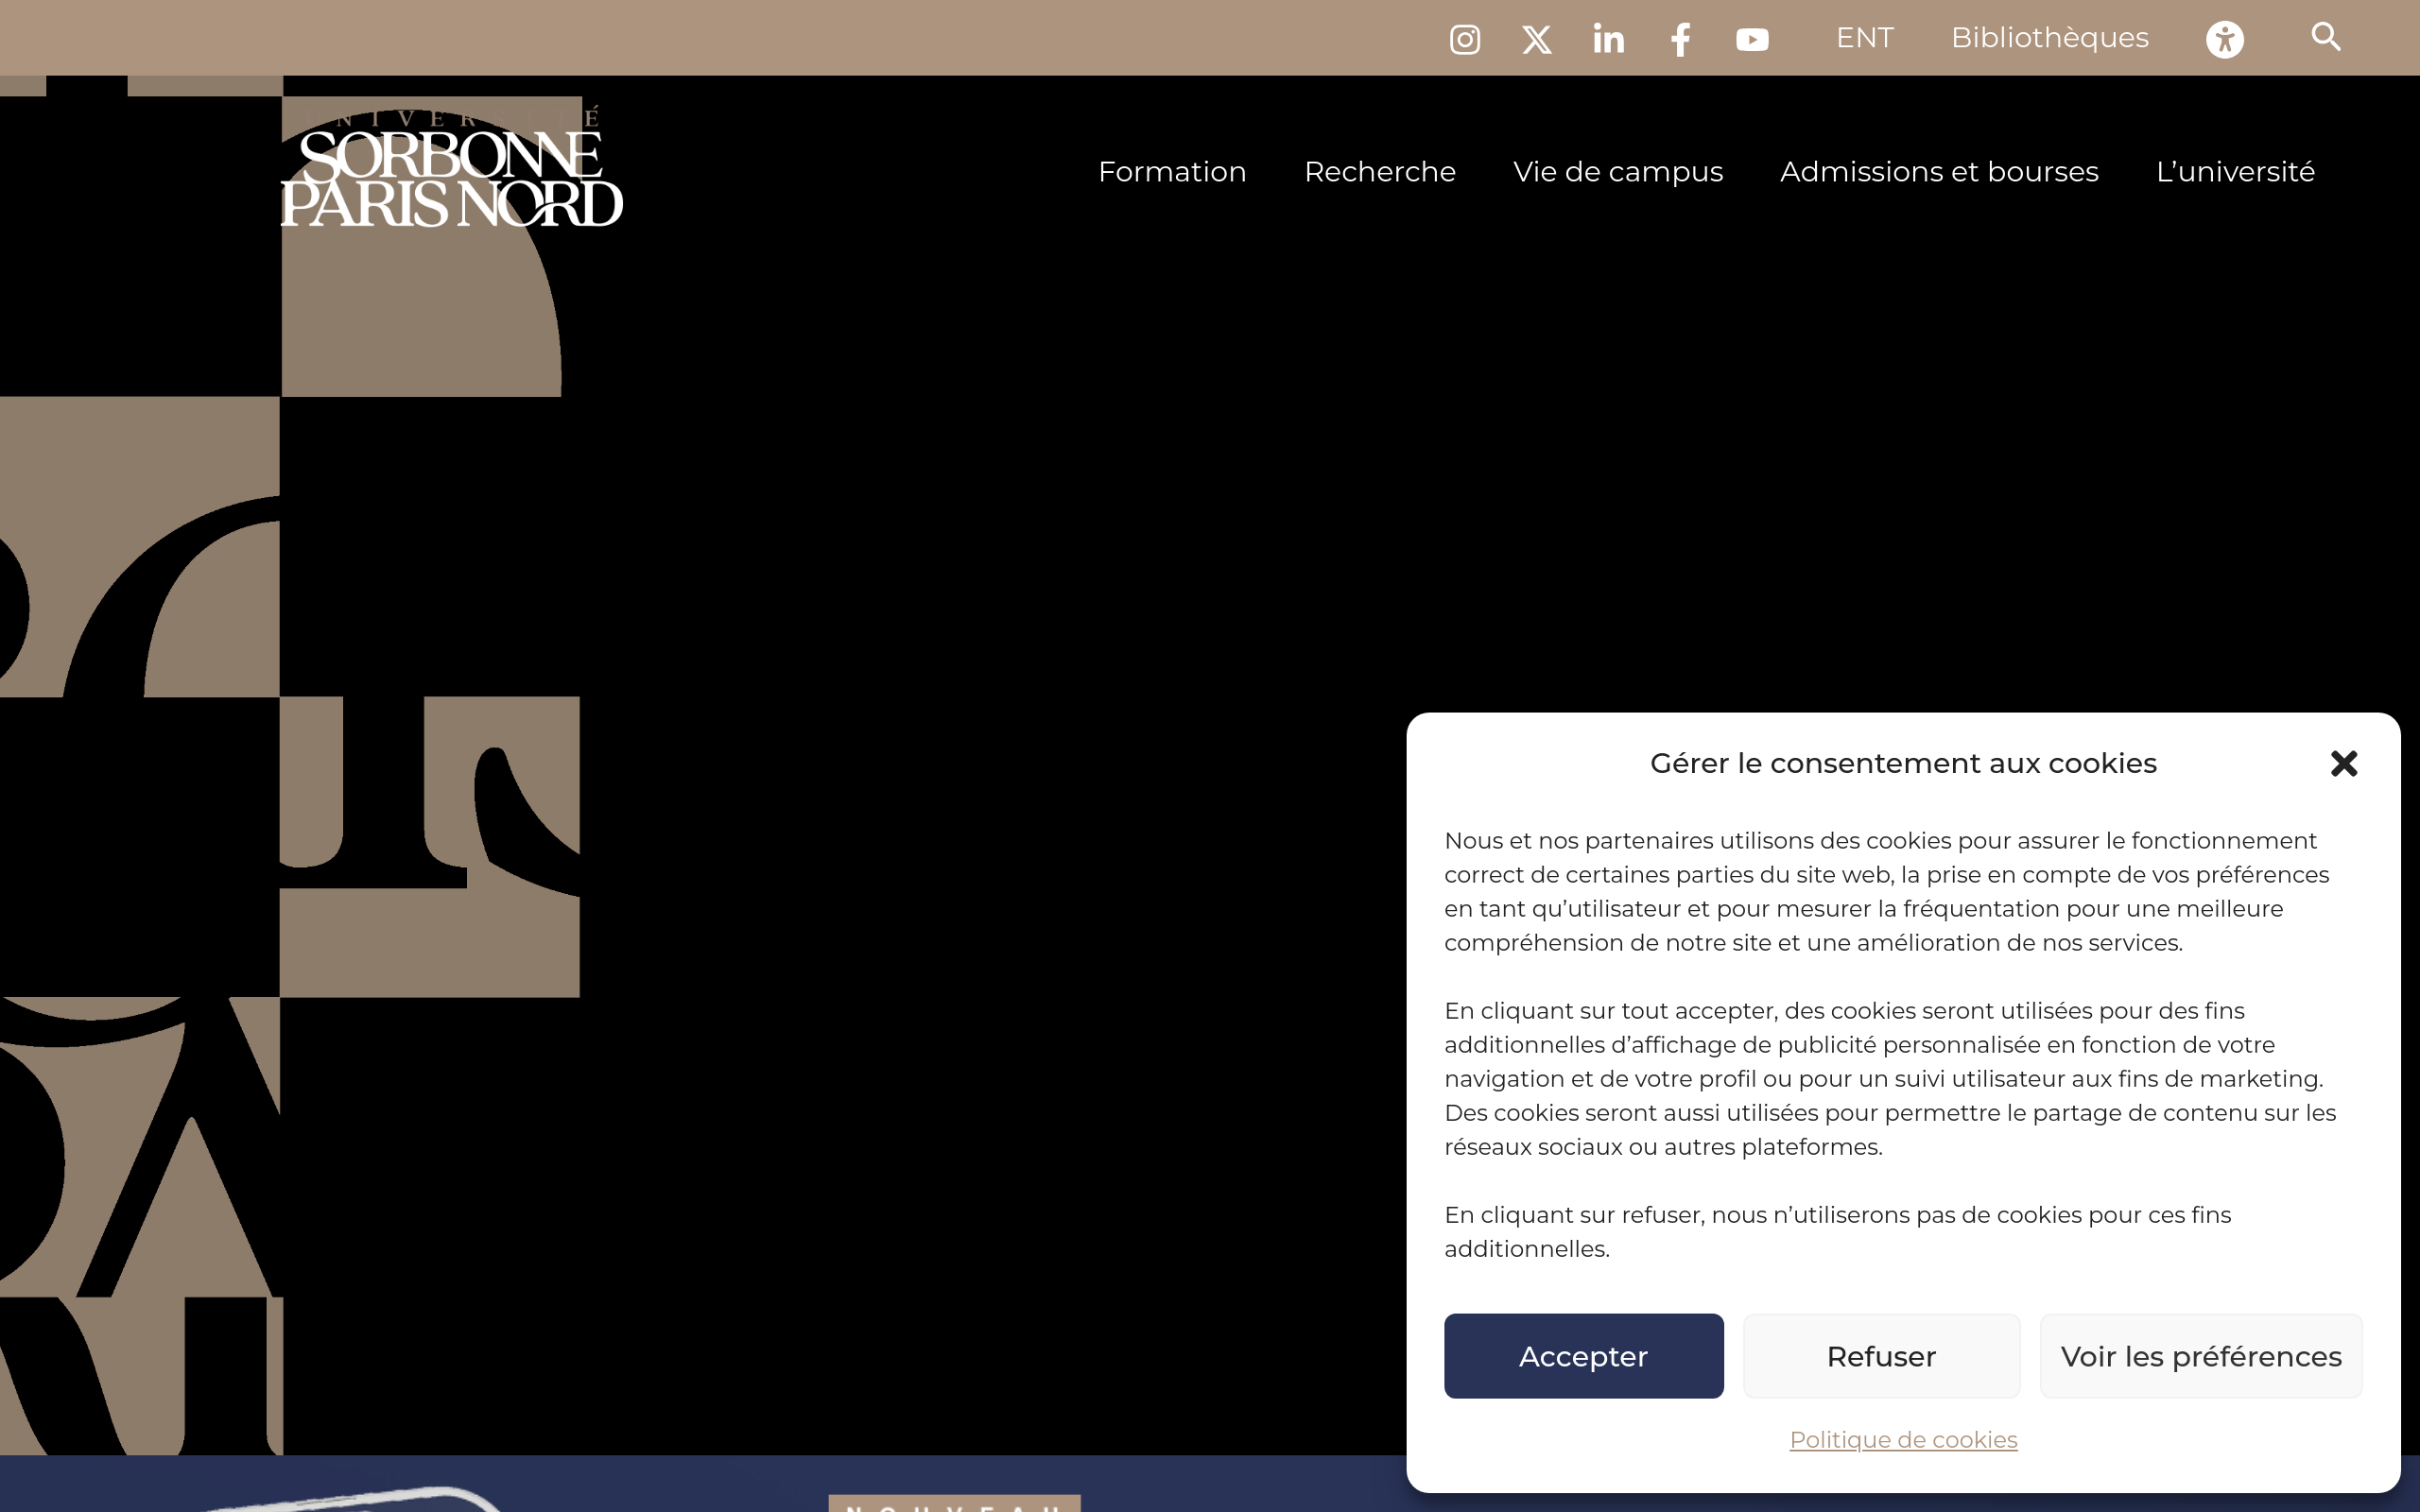 ENT Bibliothèques
UNIVERSITÉ
SORBONNE
PARIS NORD
Formation Recherche Vie de campus Admissions et bourses L’université
Gérer le consentement aux cookies
Nous et nos partenaires utilisons des cookies pour assurer le fonctionnement
correct de certaines parties du site web, la prise en compte de vos préférences
en tant qu’utilisateur et pour mesurer la fréquentation pour une meilleure
compréhension de notre site et une amélioration de nos services.
En cliquant sur tout accepter, des cookies seront utilisées pour des fins
additionnelles d’affichage de publicité personnalisée en fonction de votre
navigation et de votre profil ou pour un suivi utilisateur aux fins de marketing.
Des cookies seront aussi utilisées pour permettre le partage de contenu sur les
réseaux sociaux ou autres plateformes.
En cliquant sur refuser, nous n’utiliserons pas de cookies pour ces fins
additionnelles.
Accepter Refuser Voir les préférences
Politique de cookies
NOUVEAU